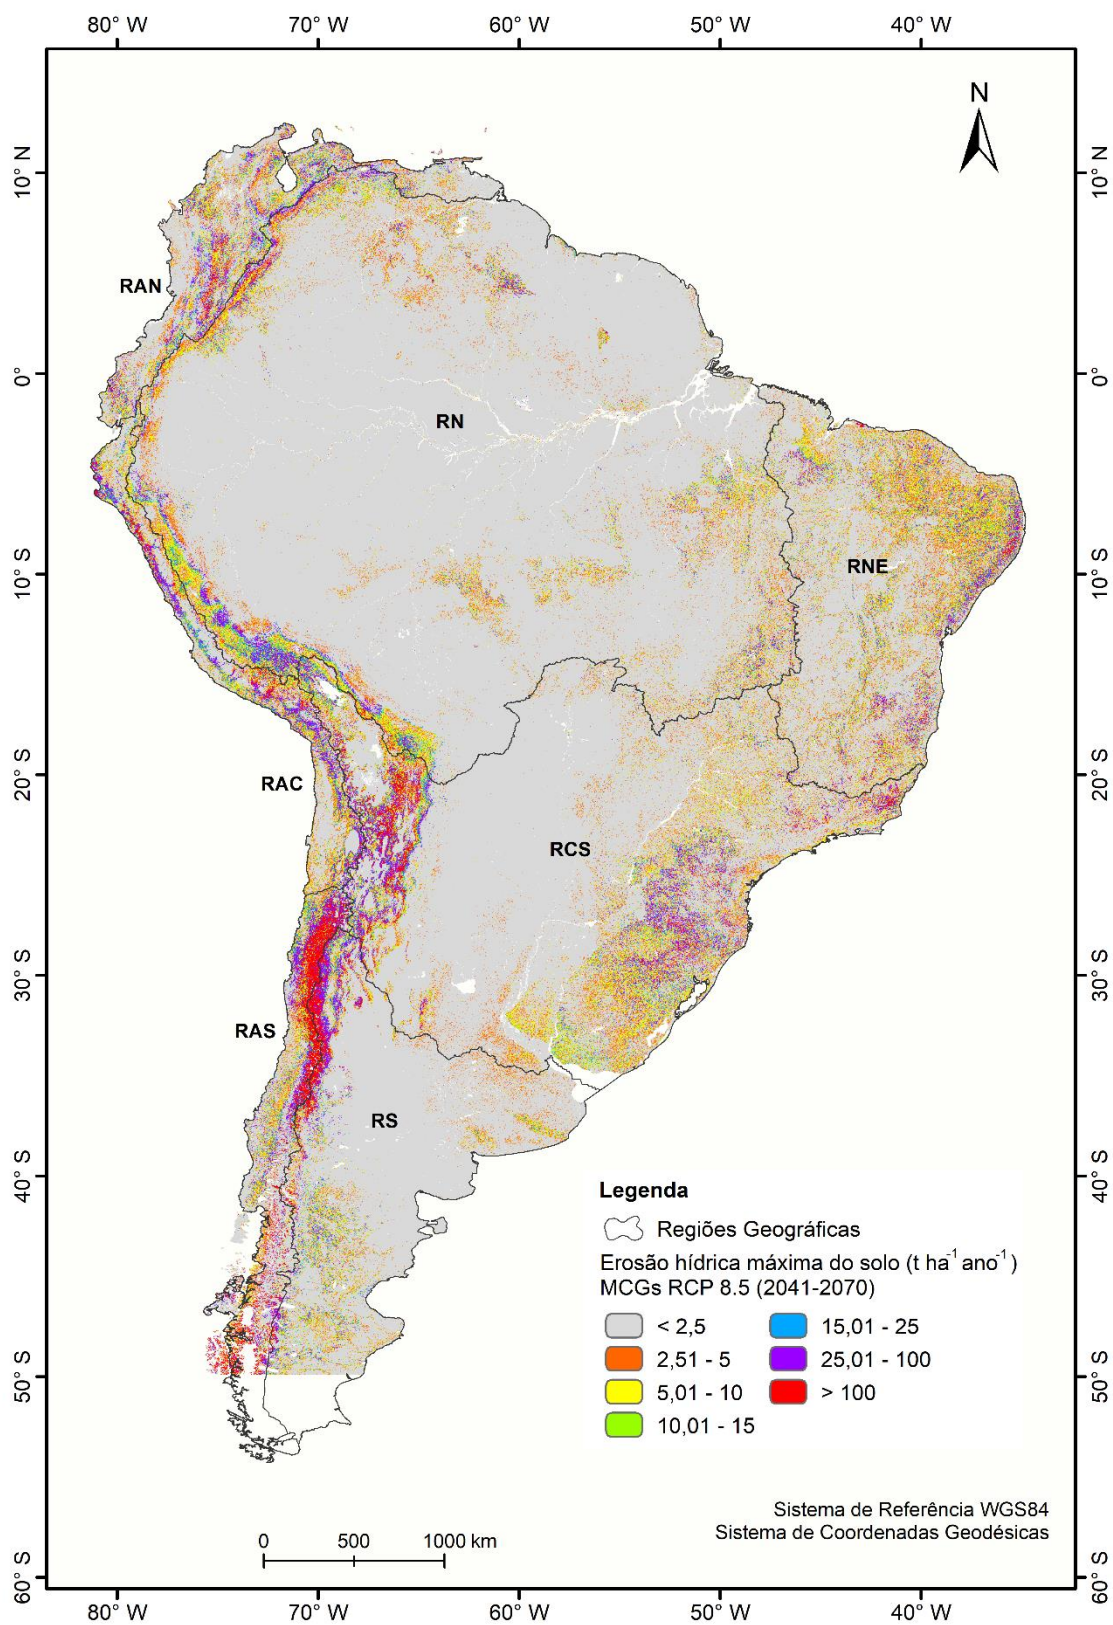 80° W 70° W 60° W 50° W 40° W
N
10° N 10° N
RAN
0° 0°
RN
RNE
10° S 10° S
RAC
20° S 20° S
RCS
30° S 30° S
RAS
RS
40° S 40° S
Legenda
Regiões Geográficas
Erosão hídrica máxima do solo (t ha⁻¹ ano⁻¹)
MCGs RCP 8.5 (2041-2070)
< 2,5 15,01 - 25
2,51 - 5 25,01 - 100
5,01 - 10 > 100
10,01 - 15
50° S 50° S
Sistema de Referência WGS84
Sistema de Coordenadas Geodésicas
0 500 1000 km
60° S 60° S
80° W 70° W 60° W 50° W 40° W